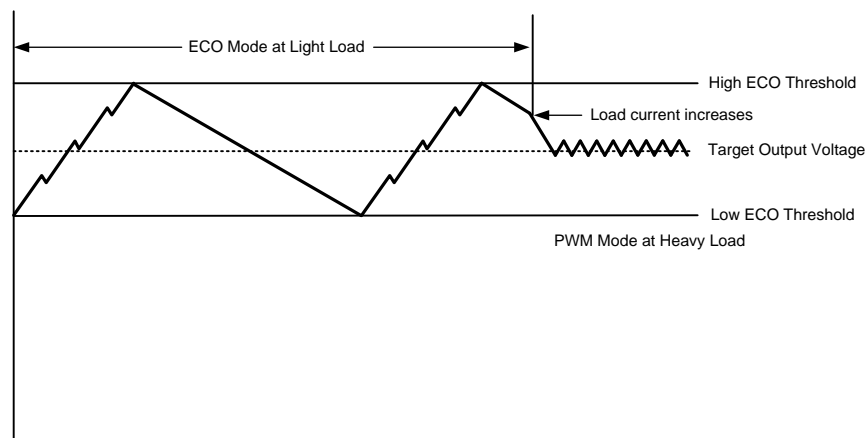 ECO Mode at Light Load
High ECO Threshold
Load current increases
Target Output Voltage
Low ECO Threshold
PWM Mode at Heavy Load